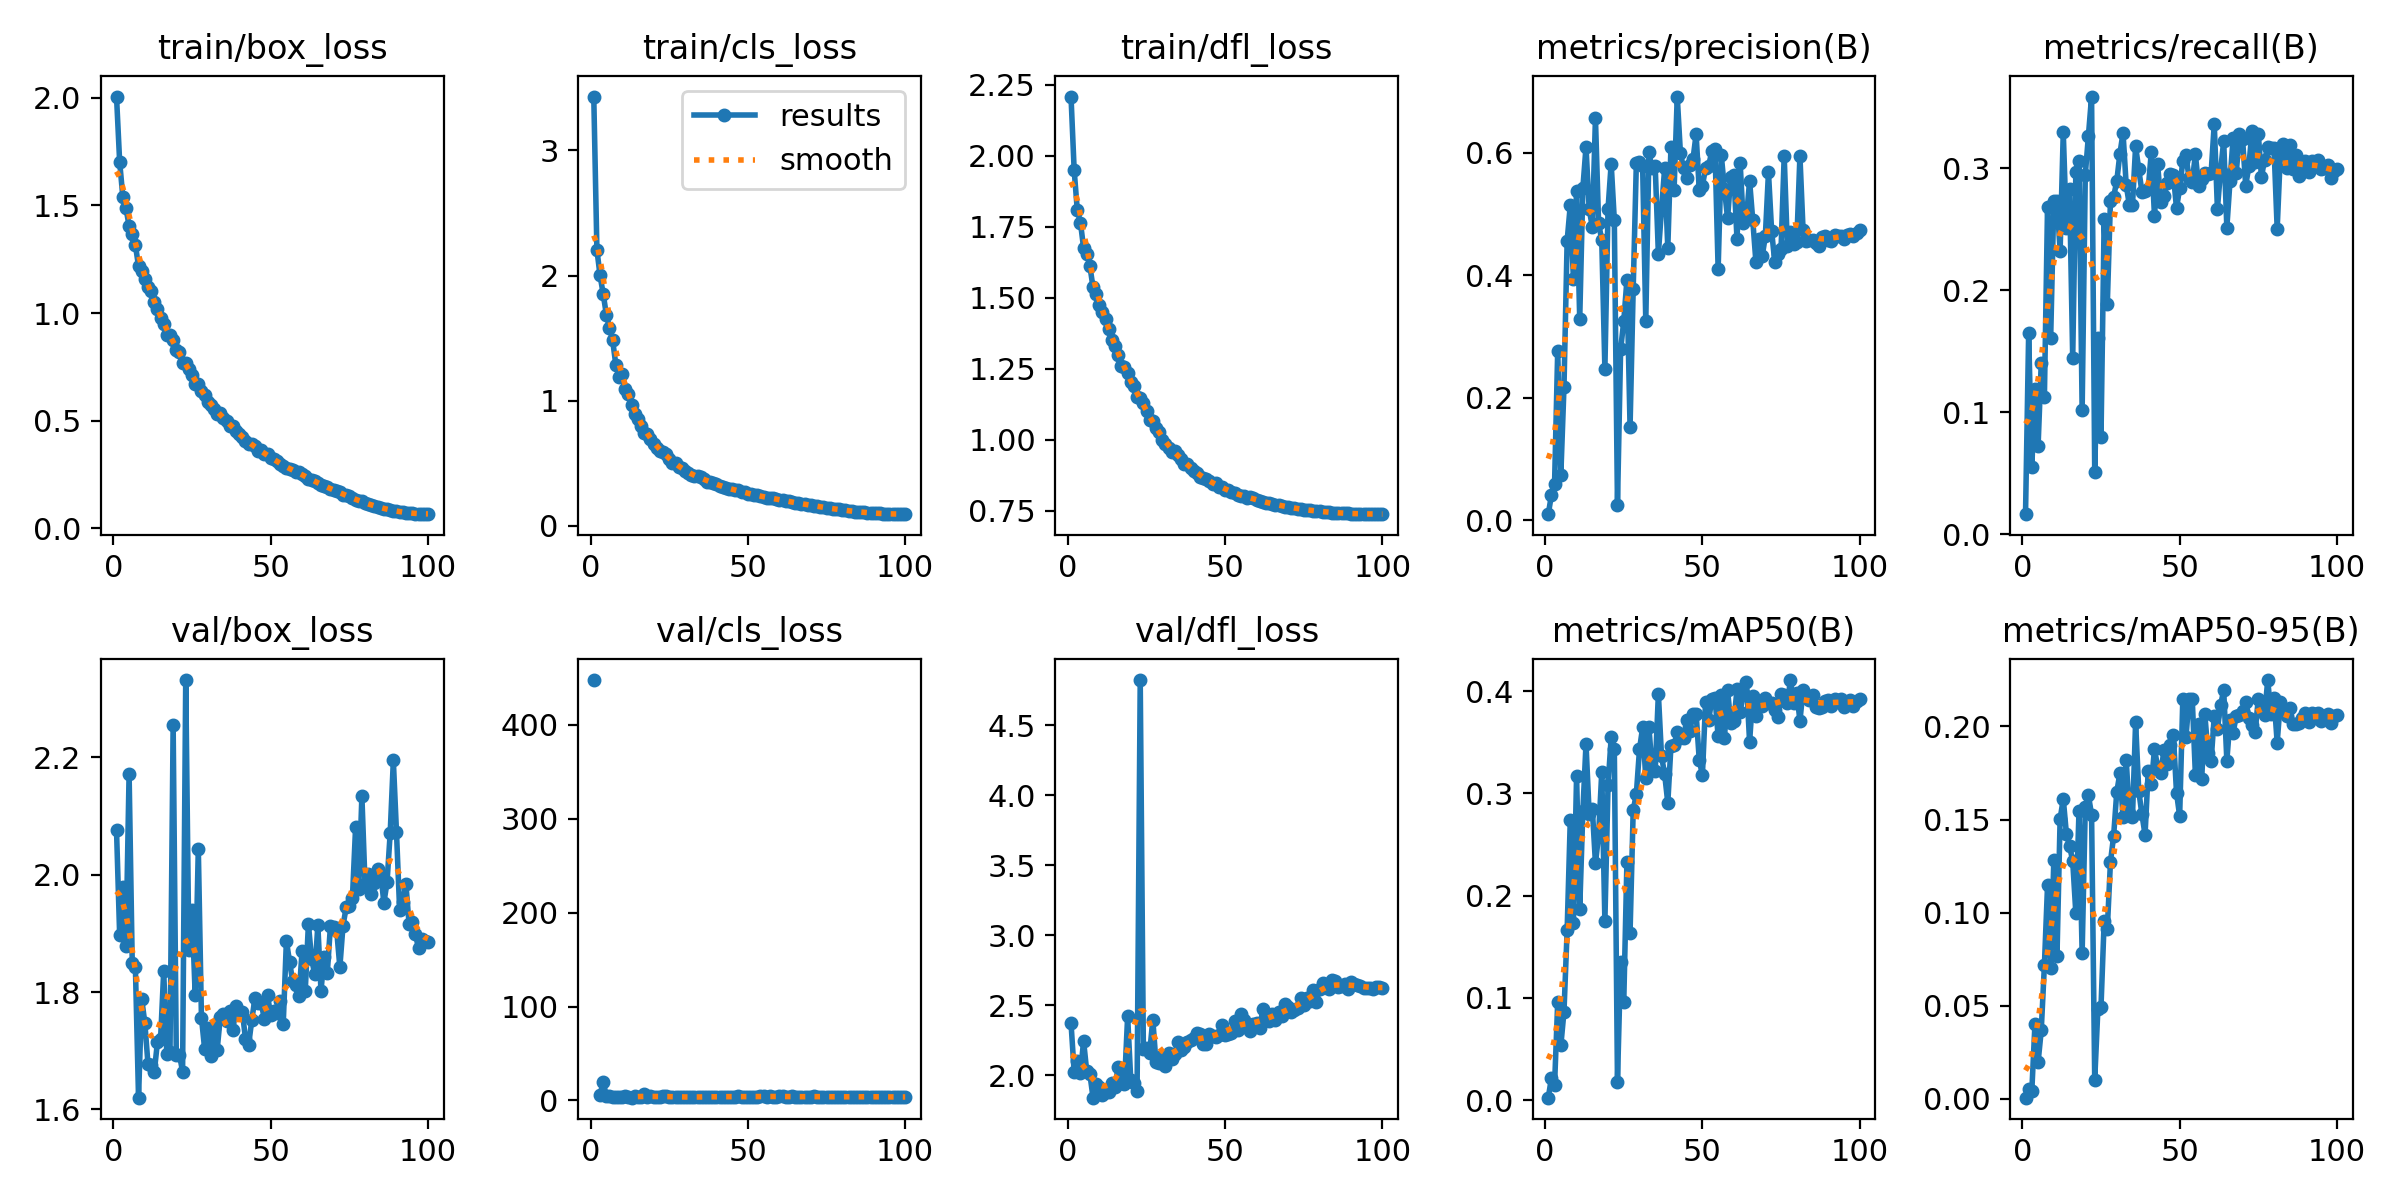 train/box_loss
2.0
1.5
1.0
0.5
0.0
0 50 100
train/cls_loss
results
smooth
3
2
1
0
0 50 100
train/dfl_loss
2.25
2.00
1.75
1.50
1.25
1.00
0.75
0 50 100
metrics/precision(B)
0.6
0.4
0.2
0.0
0 50 100
metrics/recall(B)
0.3
0.2
0.1
0.0
0 50 100
val/box_loss
2.2
2.0
1.8
1.6
0 50 100
val/cls_loss
400
300
200
100
0
0 50 100
val/dfl_loss
4.5
4.0
3.5
3.0
2.5
2.0
0 50 100
metrics/mAP50(B)
0.4
0.3
0.2
0.1
0.0
0 50 100
metrics/mAP50-95(B)
0.20
0.15
0.10
0.05
0.00
0 50 100